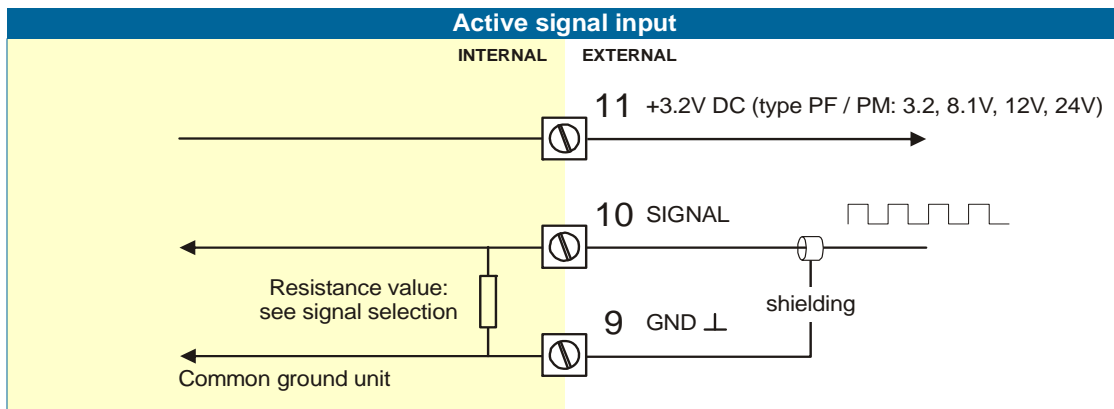 Active signal input
INTERNAL EXTERNAL
11 +3.2V DC (type PF / PM: 3.2, 8.1V, 12V, 24V)
10 SIGNAL
Resistance value:
see signal selection
shielding
9 GND ⊥
Common ground unit